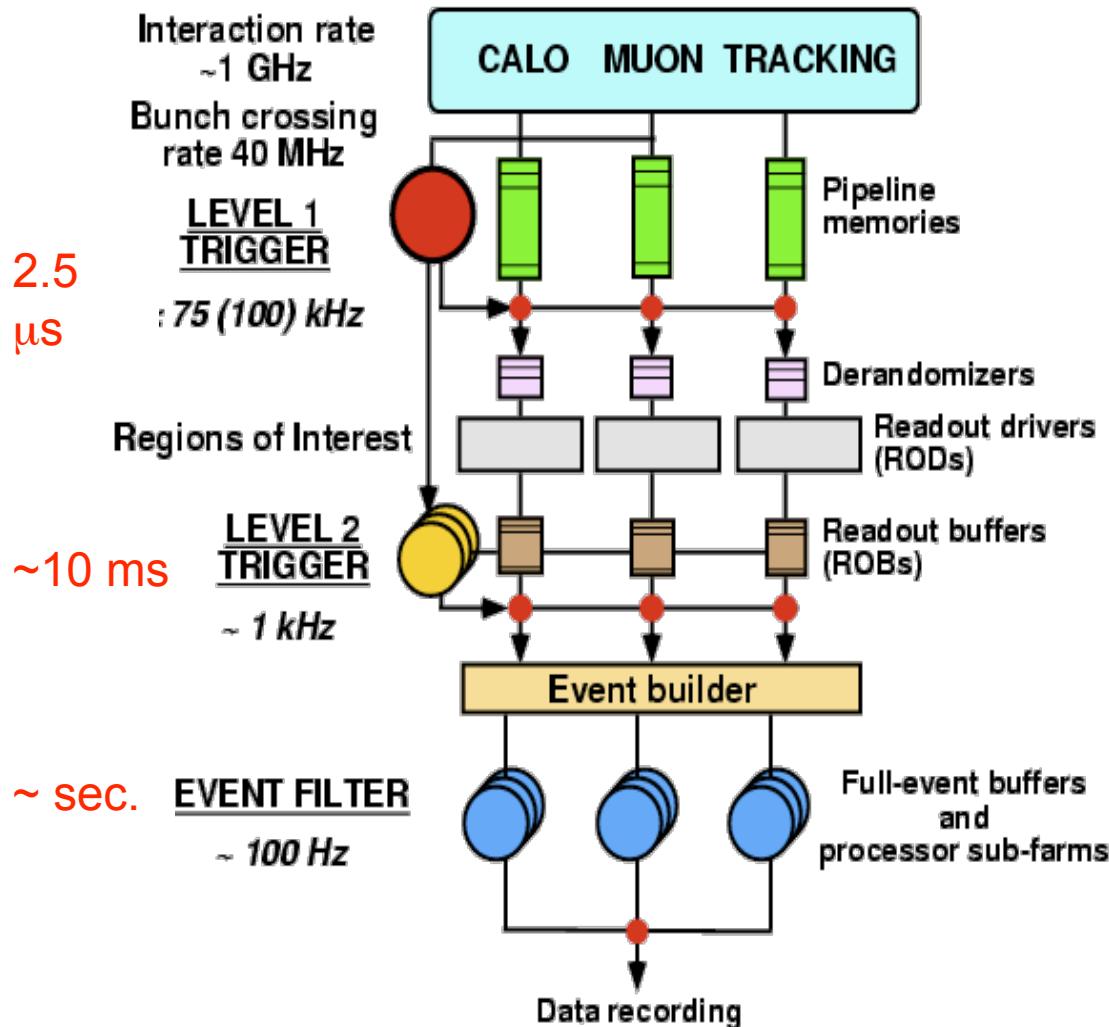 Interaction rate
~1 GHz
CALO MUON TRACKING
Bunch crossing
rate 40 MHz
Pipeline
memories
LEVEL 1
TRIGGER
2.5
μs
: 75 (100) kHz
Derandomizers
Regions of Interest
Readout drivers
(RODs)
LEVEL 2
TRIGGER
~10 ms
Readout buffers
(ROBs)
~ 1 kHz
Event builder
~ sec.
EVENT FILTER
~ 100 Hz
Full-event buffers
and
processor sub-farms
Data recording